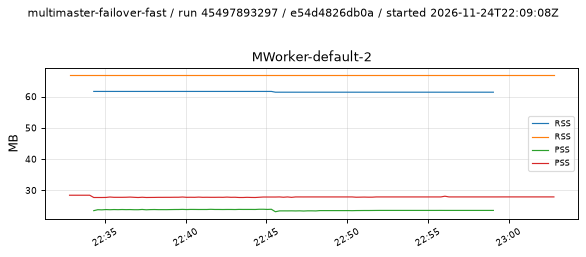 multimaster-failover-fast / run 45497893297 / e54d4826db0a / started 2026-11-24T22:09:08Z
MWorker-default-2
MB
60
50
40
30
RSS
RSS
PSS
PSS
22:35
22:40
22:45
22:50
22:55
23:00